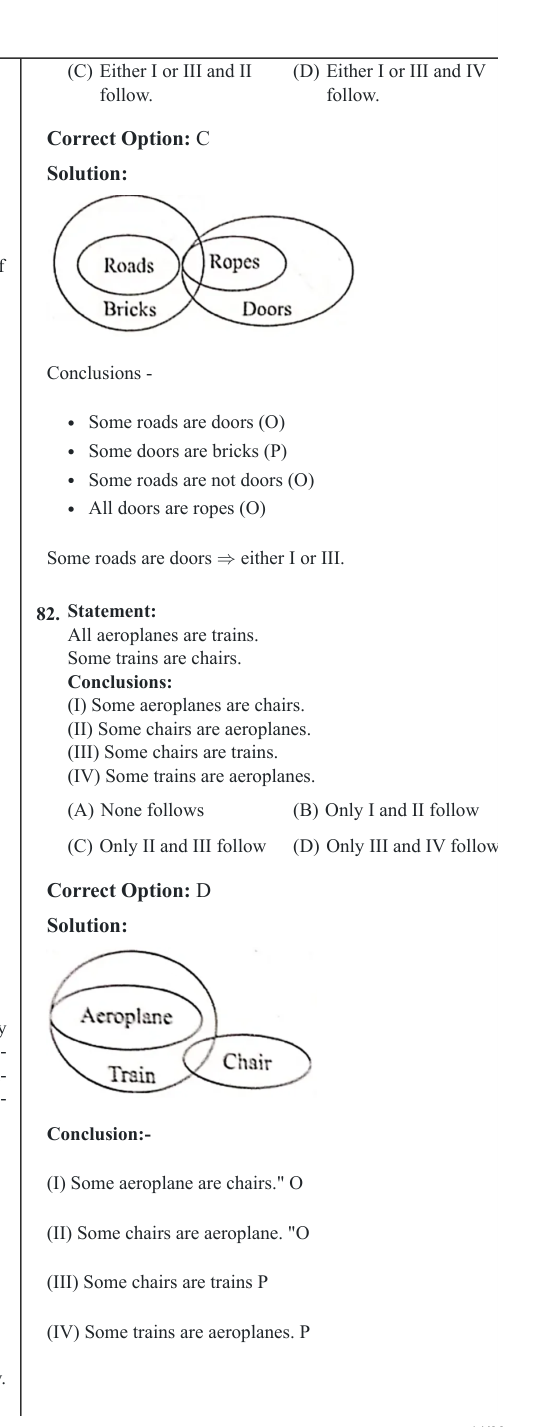 (C) Either I or III and II follow.
(D) Either I or III and IV follow.
Correct Option: C
Solution:
Roads
Ropes
Bricks
Doors
Conclusions -
• Some roads are doors (O)
• Some doors are bricks (P)
• Some roads are not doors (O)
• All doors are ropes (O)
Some roads are doors ⇒ either I or III.
82. Statement:
All aeroplanes are trains.
Some trains are chairs.
Conclusions:
(I) Some aeroplanes are chairs.
(II) Some chairs are aeroplanes.
(III) Some chairs are trains.
(IV) Some trains are aeroplanes.
(A) None follows (B) Only I and II follow
(C) Only II and III follow (D) Only III and IV follow
Correct Option: D
Solution:
Aeroplane
Chair
Train
Conclusion:-
(I) Some aeroplane are chairs." O
(II) Some chairs are aeroplane. "O
(III) Some chairs are trains P
(IV) Some trains are aeroplanes. P